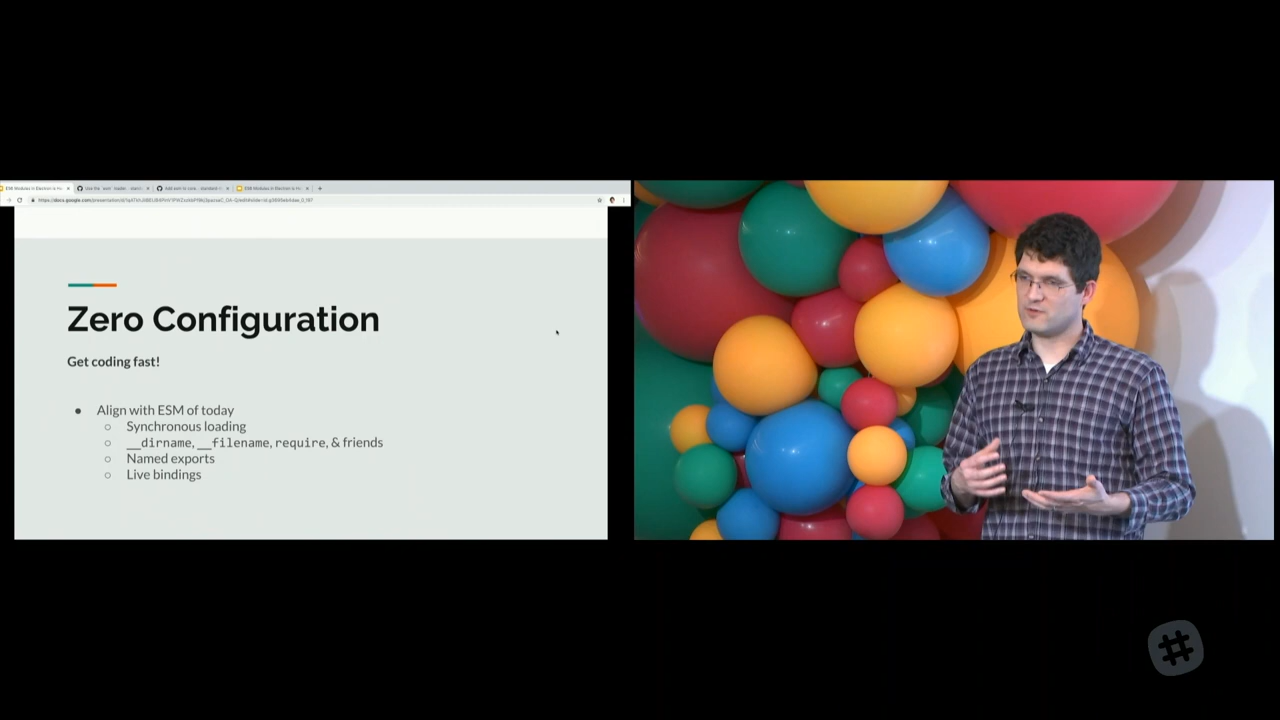 Zero Configuration
Get coding fast!
● Align with ESM of today
○ Synchronous loading
○ __dirname, __filename, require, & friends
○ Named exports
○ Live bindings